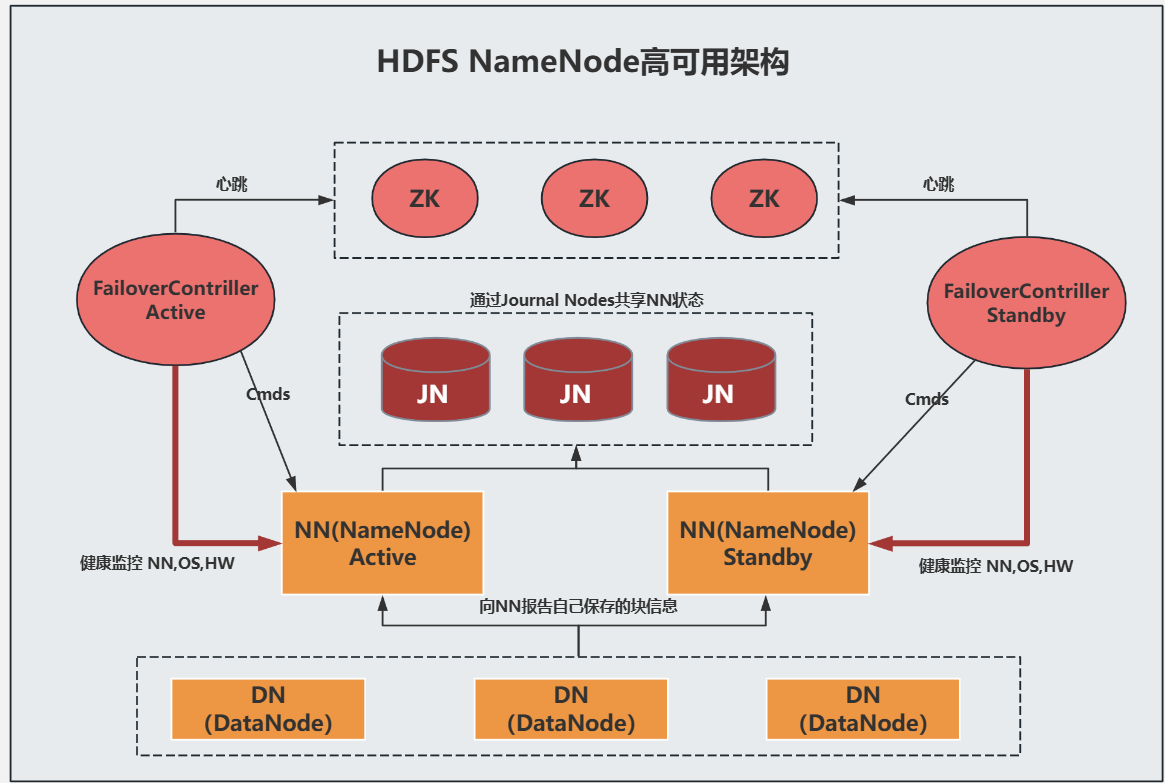 HDFS NameNode高可用架构
心跳
ZK
ZK
ZK
心跳
FailoverContriller
Active
FailoverContriller
Standby
通过Journal Nodes共享NN状态
JN
JN
JN
Cmds
Cmds
NN(NameNode)
Active
NN(NameNode)
Standby
健康监控 NN,OS,HW
健康监控 NN,OS,HW
向NN报告自己保存的块信息
DN
(DataNode)
DN
(DataNode)
DN
(DataNode)